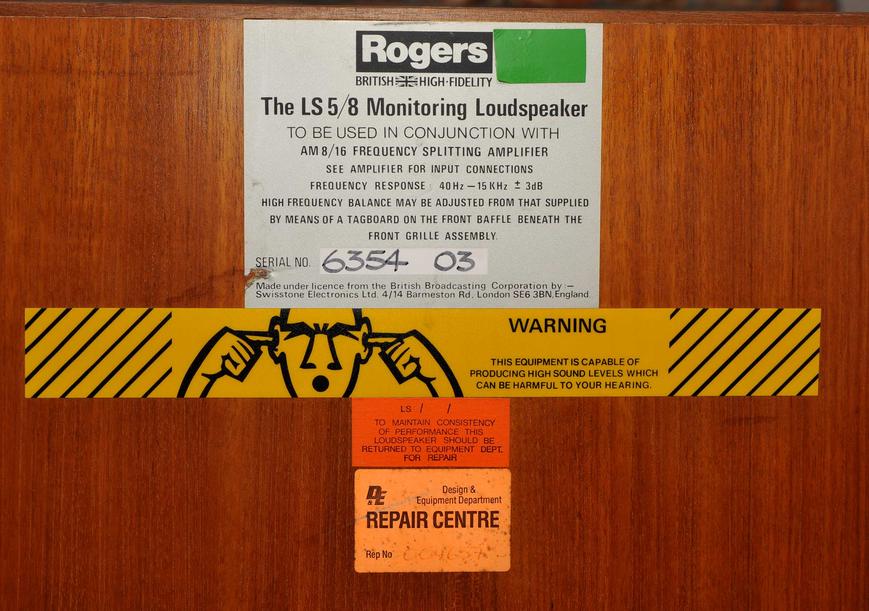 Rogers
BRITISH HIGH·FIDELITY
The LS5/8 Monitoring Loudspeaker
TO BE USED IN CONJUNCTION WITH
AM8/16 FREQUENCY SPLITTING AMPLIFIER
SEE AMPLIFIER FOR INPUT CONNECTIONS
FREQUENCY RESPONSE : 40Hz – 15KHz ± 3dB
HIGH FREQUENCY BALANCE MAY BE ADJUSTED FROM THAT SUPPLIED
BY MEANS OF A TAGBOARD ON THE FRONT BAFFLE BENEATH THE
FRONT GRILLE ASSEMBLY.
SERIAL NO. 6354 03
Made under licence from the British Broadcasting Corporation by :–
Swisstone Electronics Ltd. 4/14 Barmeston Rd. London SE6 3BN, England.
WARNING
THIS EQUIPMENT IS CAPABLE OF
PRODUCING HIGH SOUND LEVELS WHICH
CAN BE HARMFUL TO YOUR HEARING.
LS / /
TO MAINTAIN CONSISTENCY
OF PERFORMANCE THIS
LOUDSPEAKER SHOULD BE
RETURNED TO EQUIPMENT DEPT.
FOR REPAIR
DE
Design &
Equipment Department
REPAIR CENTRE
Rep No